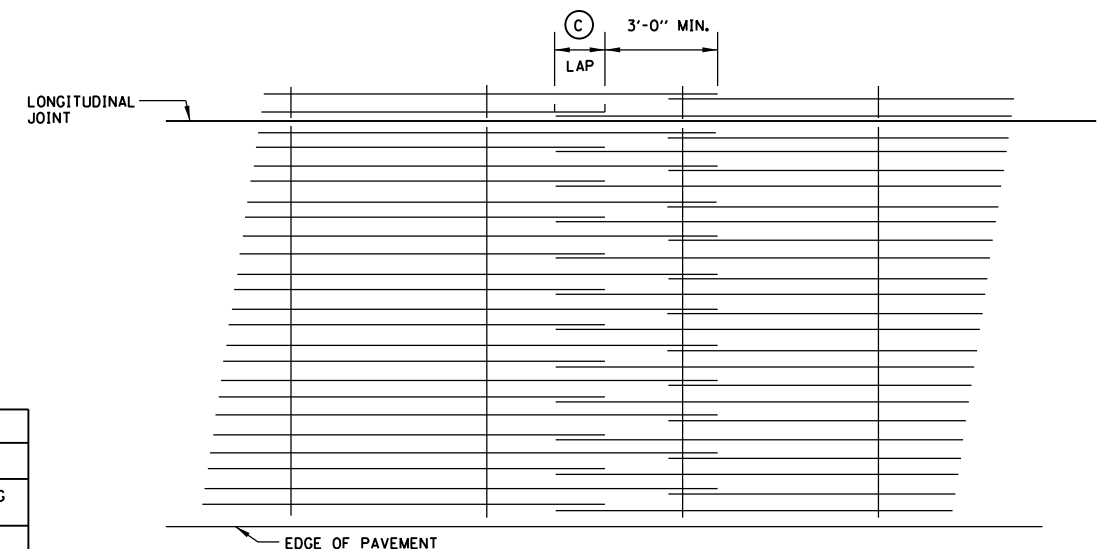 C
3'-0" MIN.
LAP
LONGITUDINAL
JOINT
EDGE OF PAVEMENT